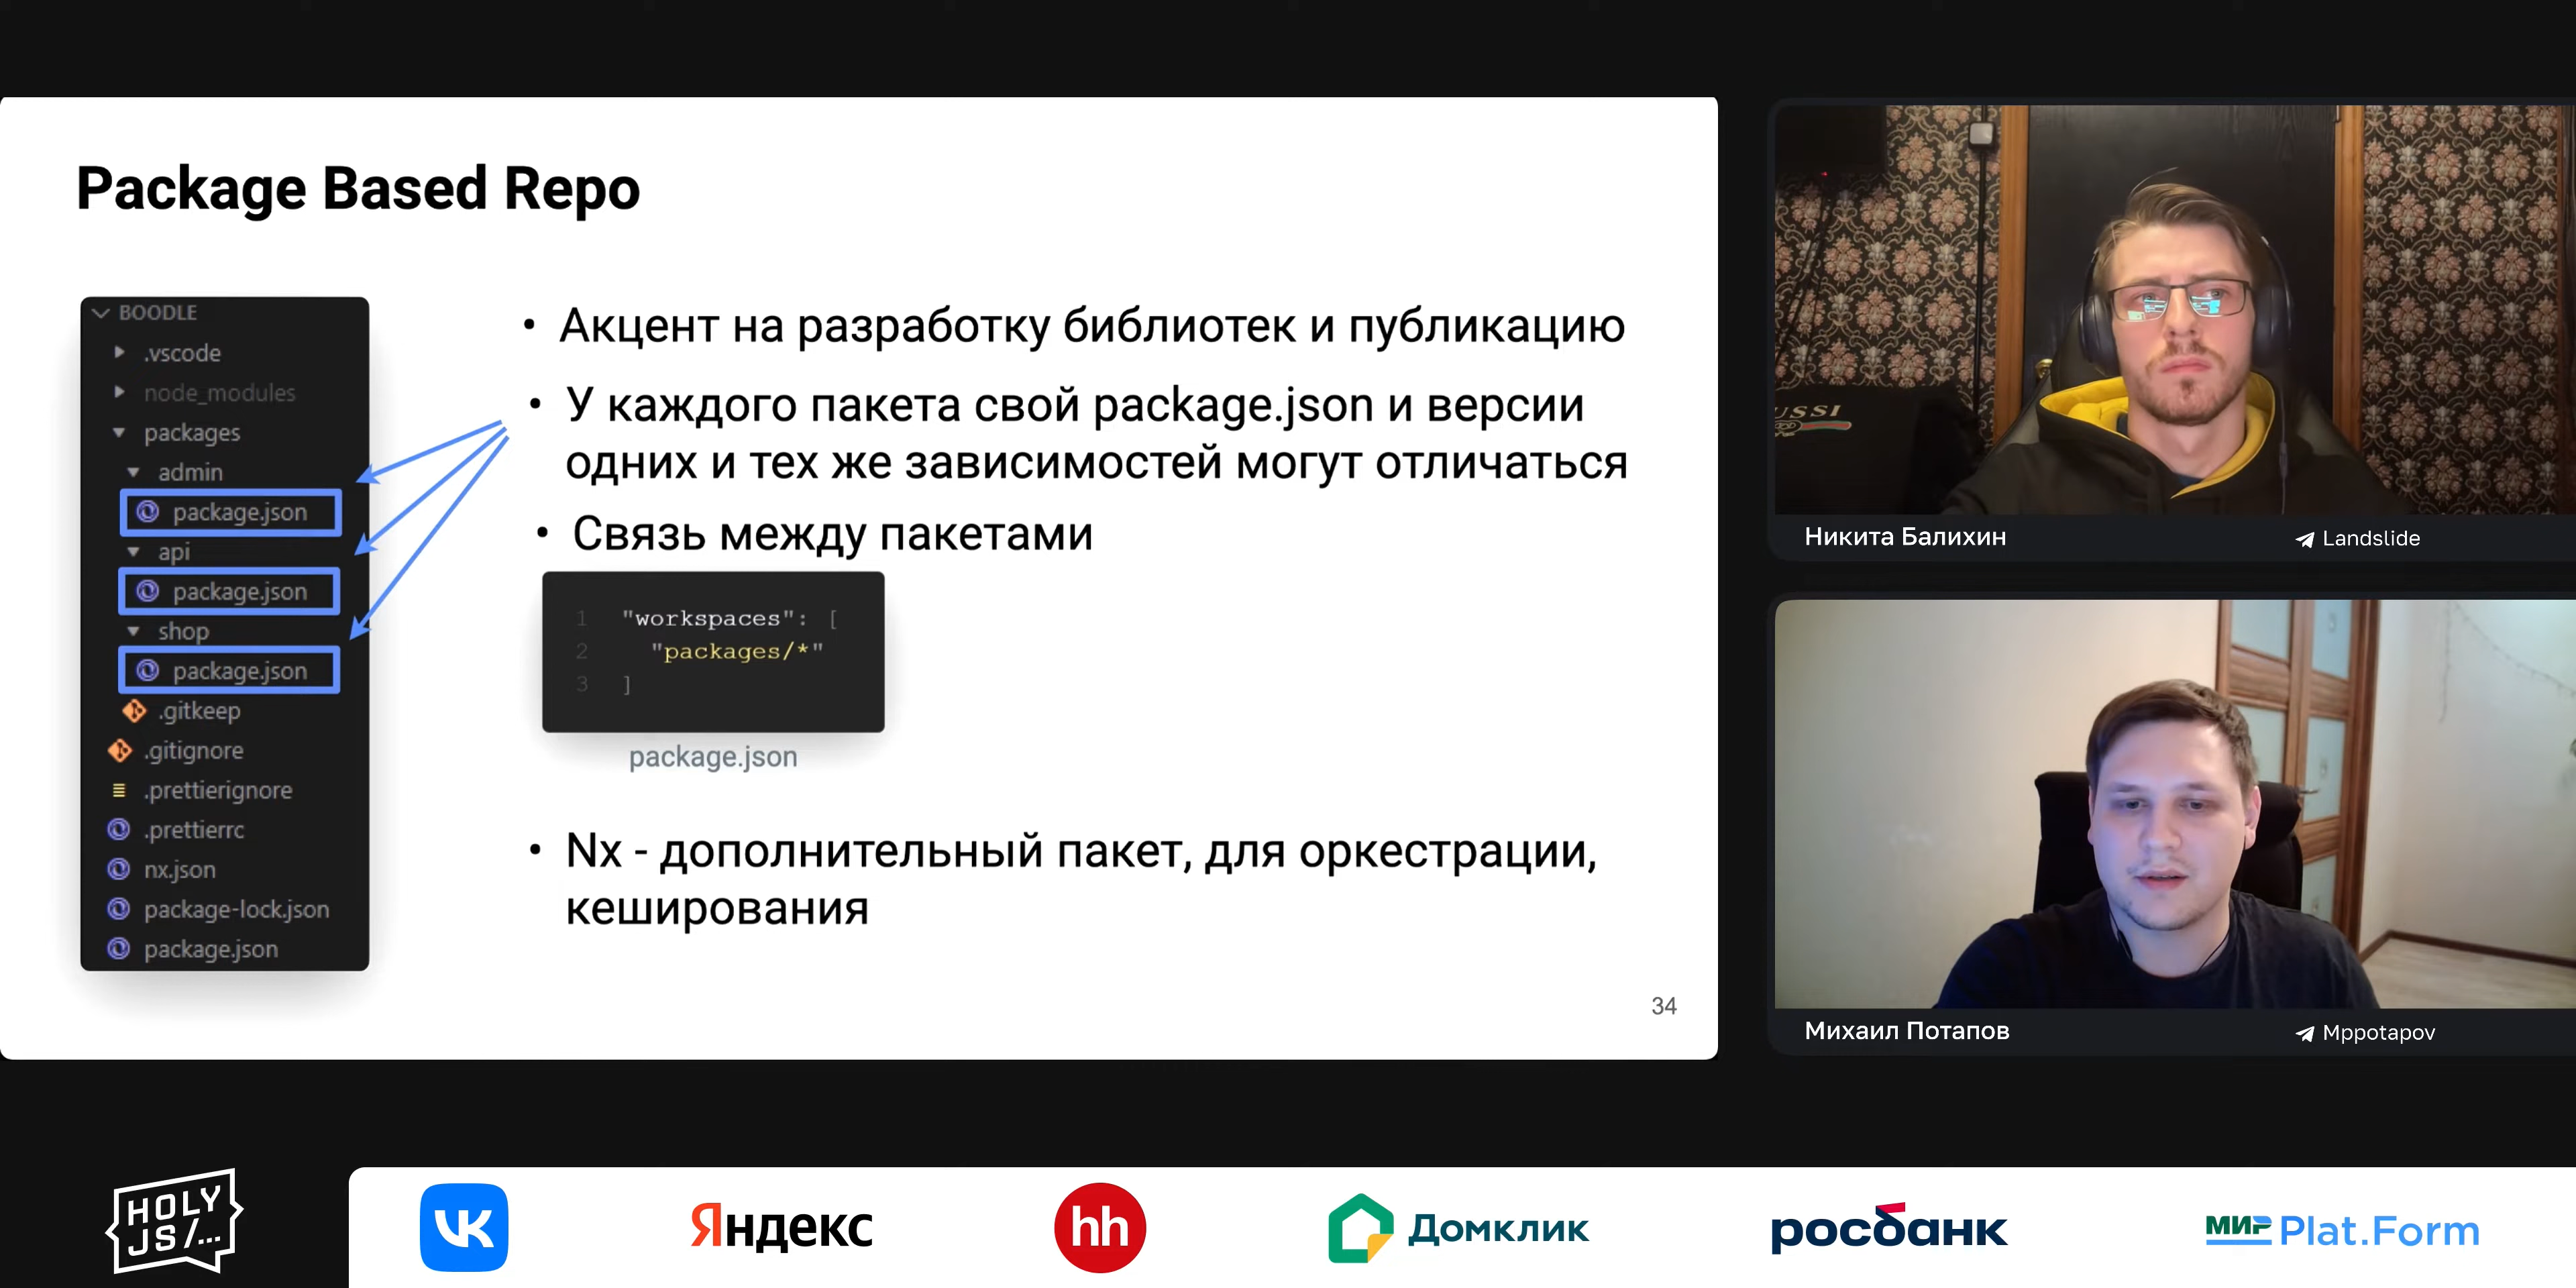 Package Based Repo
BOODLE
.vscode
node_modules
packages
admin
package.json
api
package.json
shop
package.json
.gitkeep
.gitignore
.prettierignore
.prettierrc
nx.json
package-lock.json
package.json
• Акцент на разработку библиотек и публикацию
• У каждого пакета свой package.json и версии
одних и тех же зависимостей могут отличаться
• Связь между пакетами
1 "workspaces": [
2 "packages/*"
3 ]
package.json
• Nx - дополнительный пакет, для оркестрации,
кеширования
34
USSI
Никита Балихин
Landslide
Михаил Потапов
Mppotapov
HOLY
JS/...
VK
Яндекс
hh
Домклик
росбанк
МИР Plat.Form